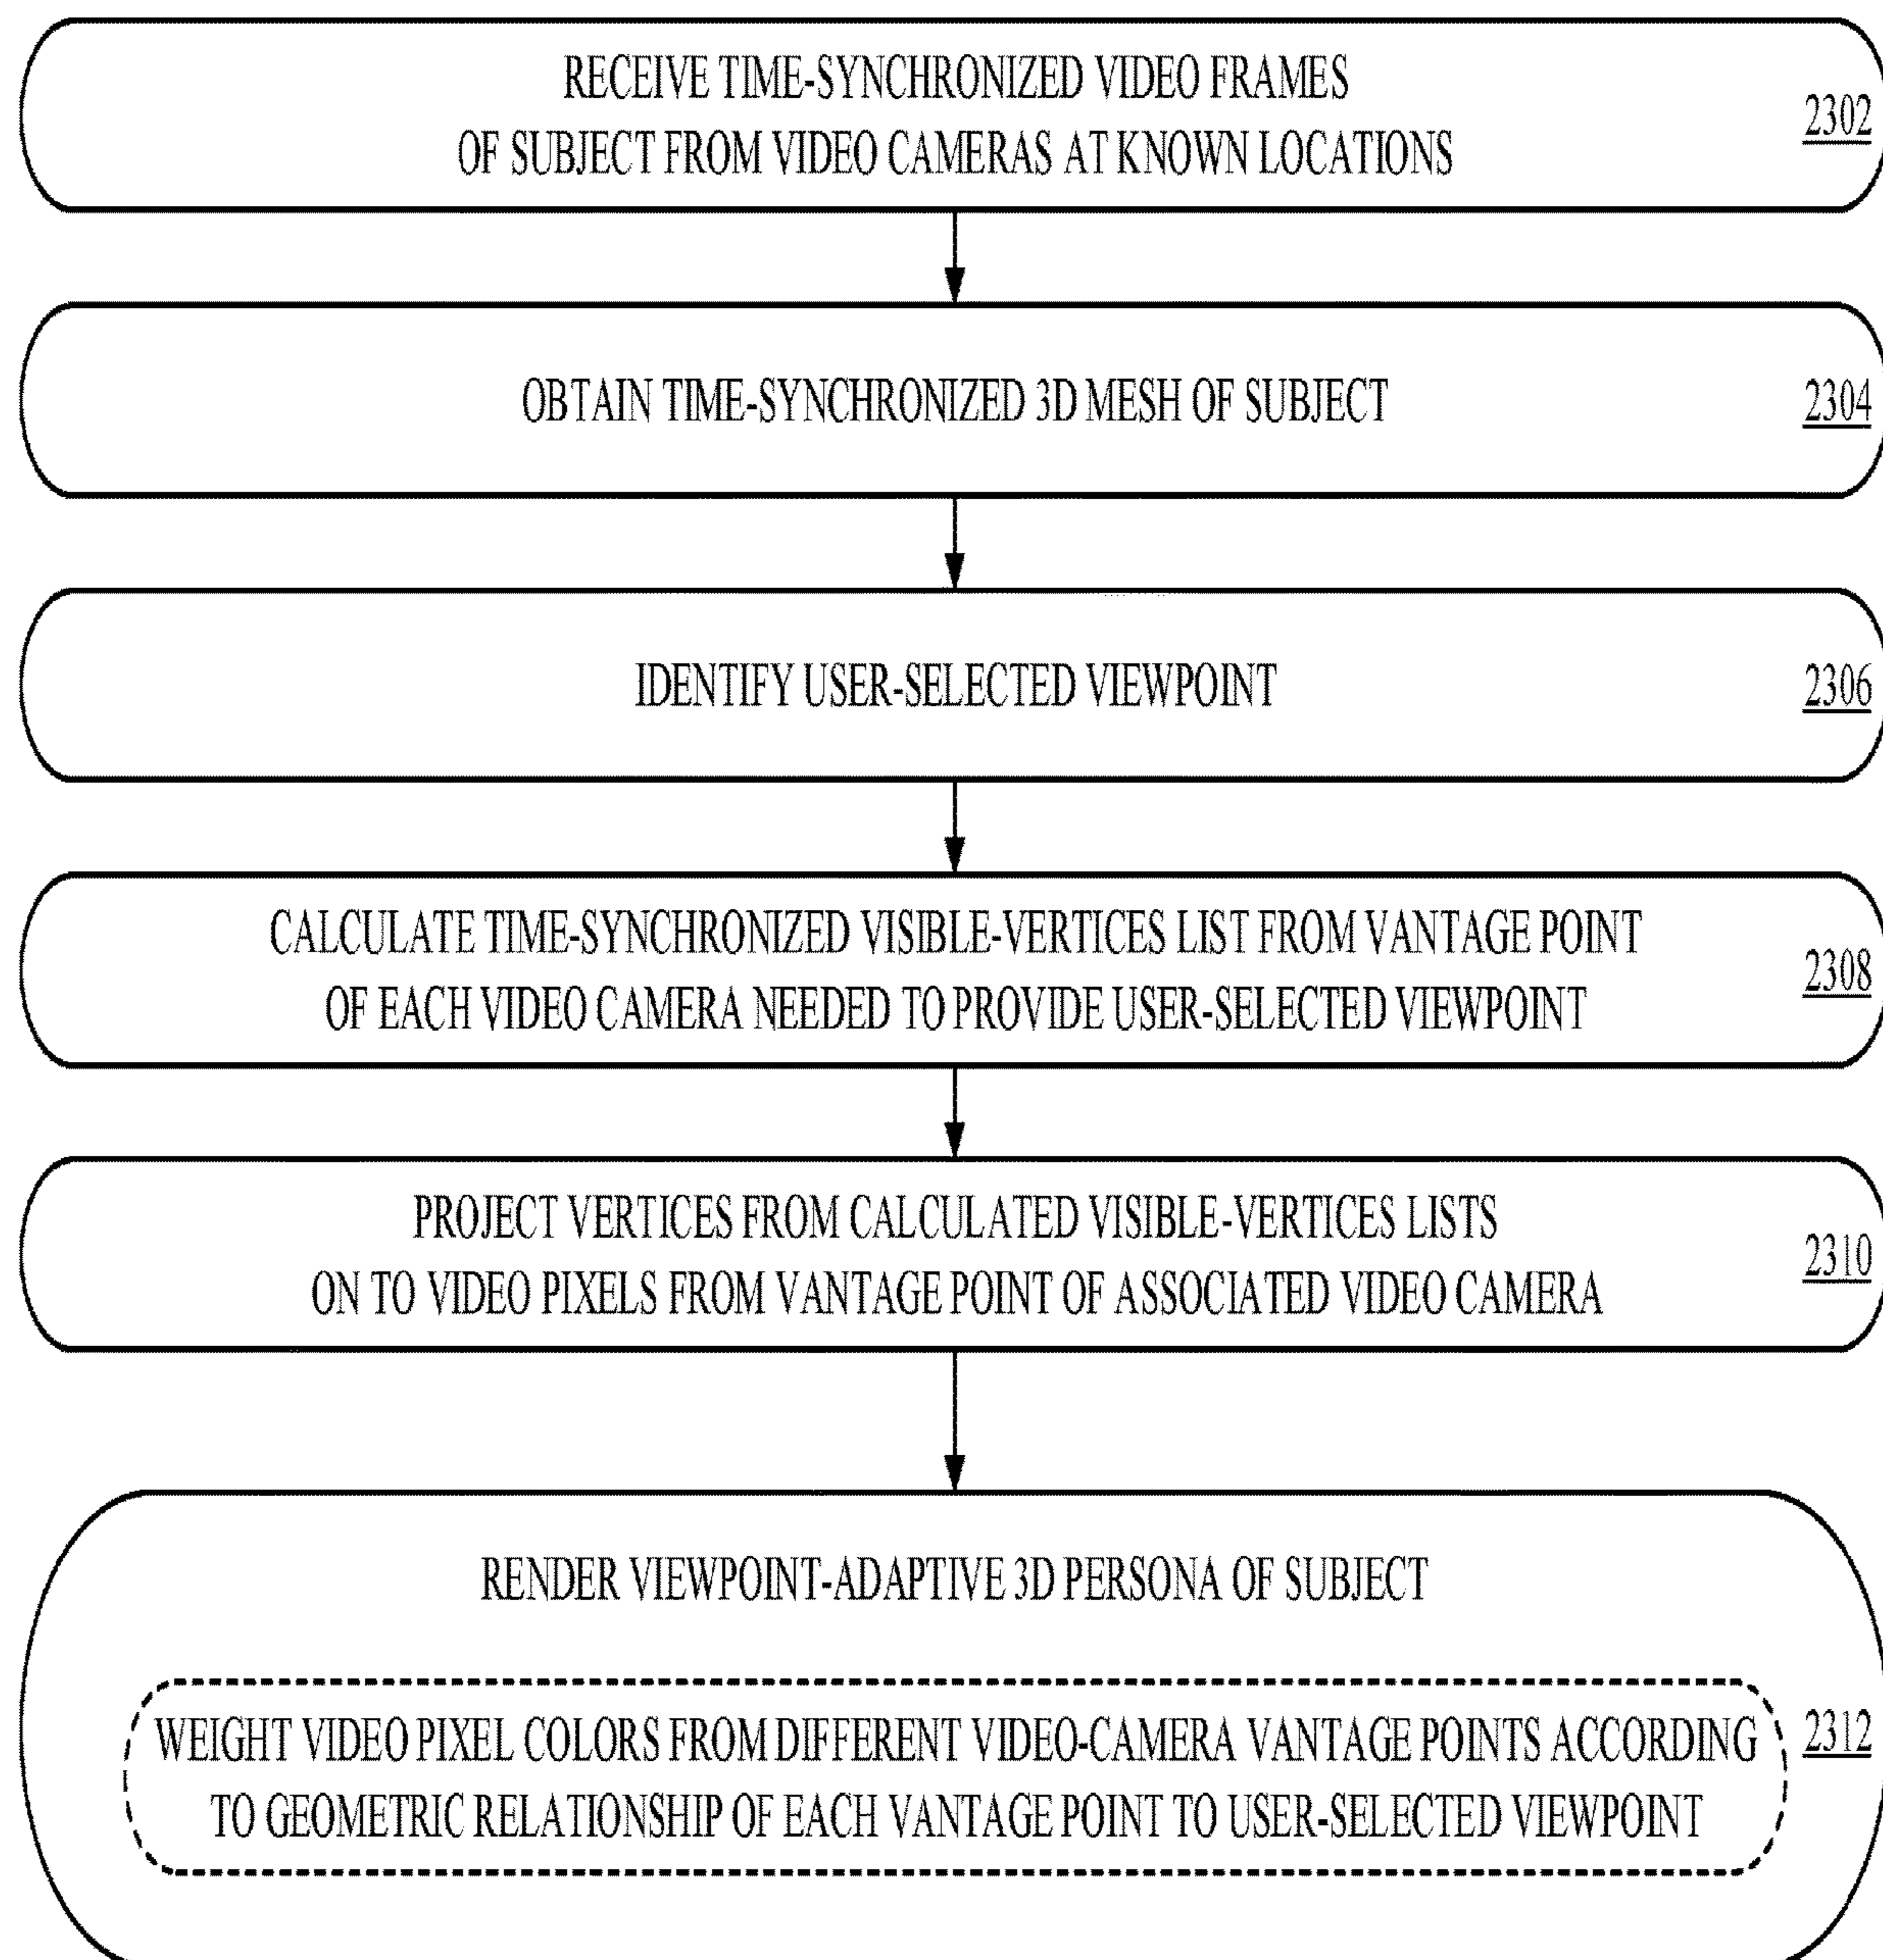 RECEIVE TIME-SYNCHRONIZED VIDEO FRAMES
OF SUBJECT FROM VIDEO CAMERAS AT KNOWN LOCATIONS
2302
OBTAIN TIME-SYNCHRONIZED 3D MESH OF SUBJECT
2304
IDENTIFY USER-SELECTED VIEWPOINT
2306
CALCULATE TIME-SYNCHRONIZED VISIBLE-VERTICES LIST FROM VANTAGE POINT
OF EACH VIDEO CAMERA NEEDED TO PROVIDE USER-SELECTED VIEWPOINT
2308
PROJECT VERTICES FROM CALCULATED VISIBLE-VERTICES LISTS
ON TO VIDEO PIXELS FROM VANTAGE POINT OF ASSOCIATED VIDEO CAMERA
2310
RENDER VIEWPOINT-ADAPTIVE 3D PERSONA OF SUBJECT
WEIGHT VIDEO PIXEL COLORS FROM DIFFERENT VIDEO-CAMERA VANTAGE POINTS ACCORDING
TO GEOMETRIC RELATIONSHIP OF EACH VANTAGE POINT TO USER-SELECTED VIEWPOINT
2312